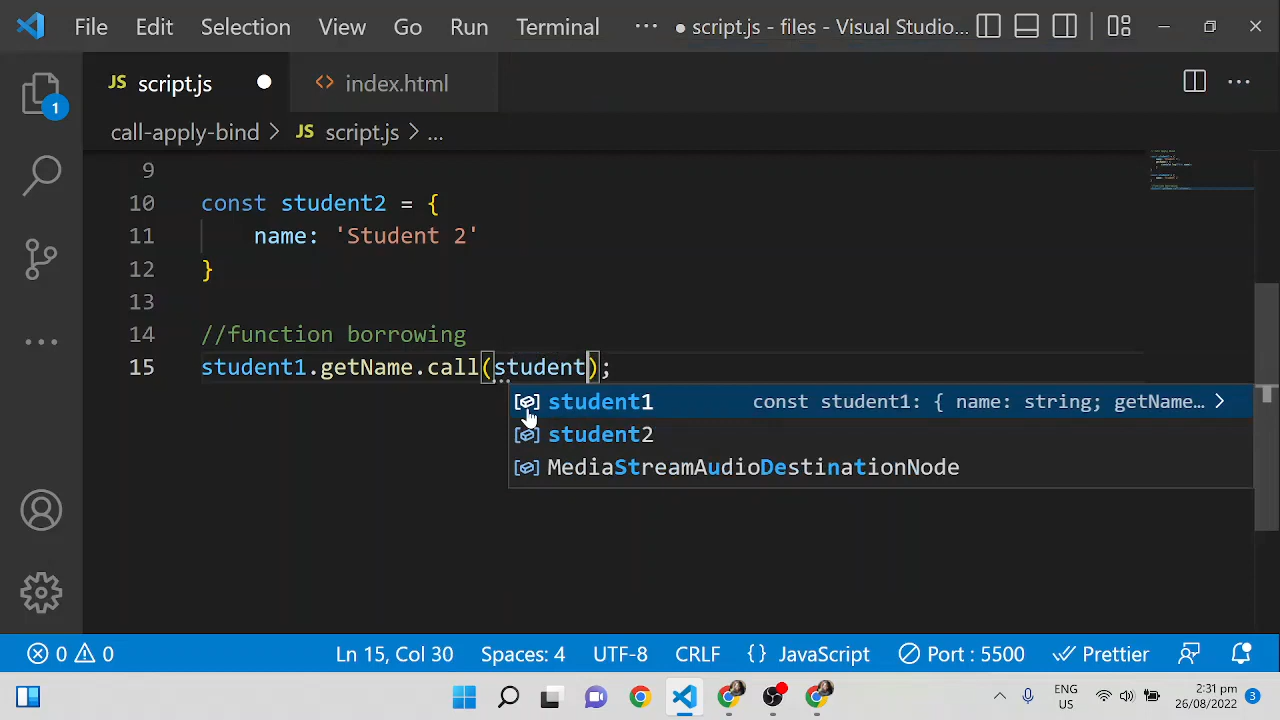 File Edit Selection View Go Run Terminal ··· ● script.js - files - Visual Studio...
JS script.js ● <> index.html ···
1
call-apply-bind > JS script.js > ...
9
10 const student2 = {
11 name: 'Student 2'
12 }
13
14 //function borrowing
15 student1.getName.call(student);
student1 const student1: { name: string; getName… >
student2
MediaStreamAudioDestinationNode
0 0 Ln 15, Col 30 Spaces: 4 UTF-8 CRLF {} JavaScript Port : 5500 Prettier
ENG
US
2:31 pm
26/08/2022
3